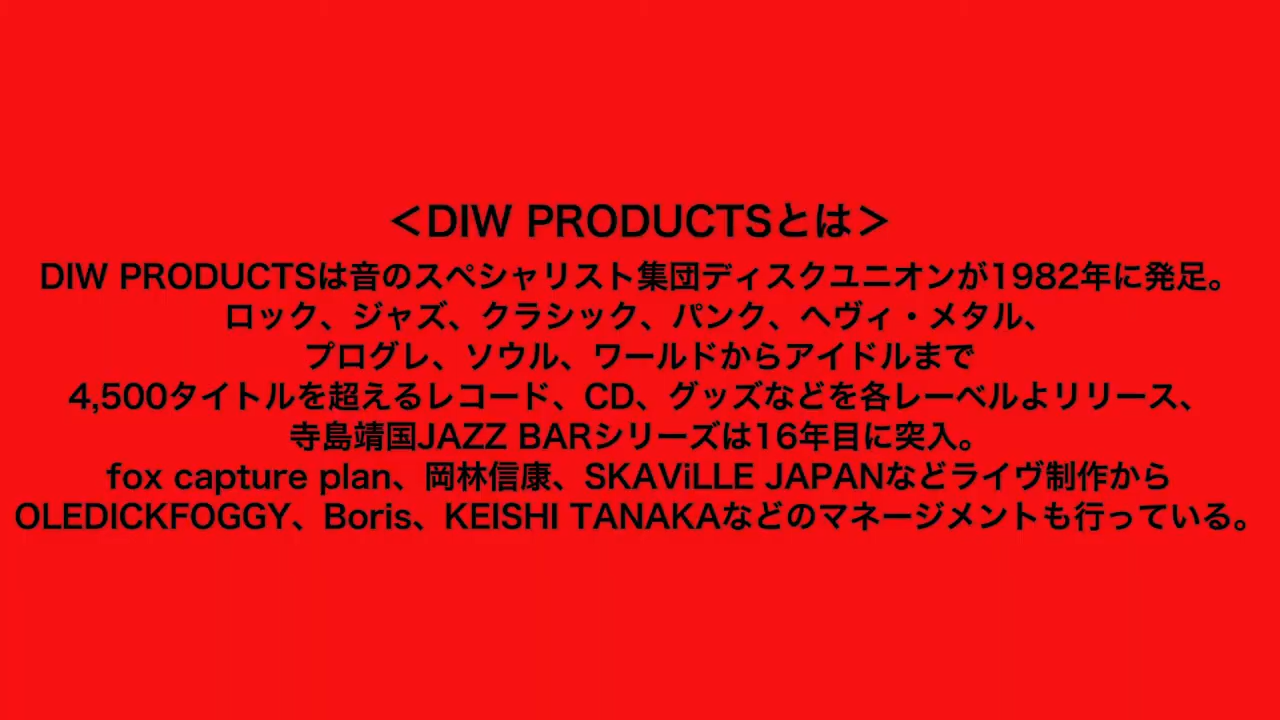 ＜DIW PRODUCTSとは＞
DIW PRODUCTSは音のスペシャリスト集団ディスクユニオンが1982年に発足。
ロック、ジャズ、クラシック、パンク、ヘヴィ・メタル、
プログレ、ソウル、ワールドからアイドルまで
4,500タイトルを超えるレコード、CD、グッズなどを各レーベルよリリース、
寺島靖国JAZZ BARシリーズは16年目に突入。
fox capture plan、岡林信康、SKAViLLE JAPANなどライヴ制作から
OLEDICKFOGGY、Boris、KEISHI TANAKAなどのマネージメントも行っている。